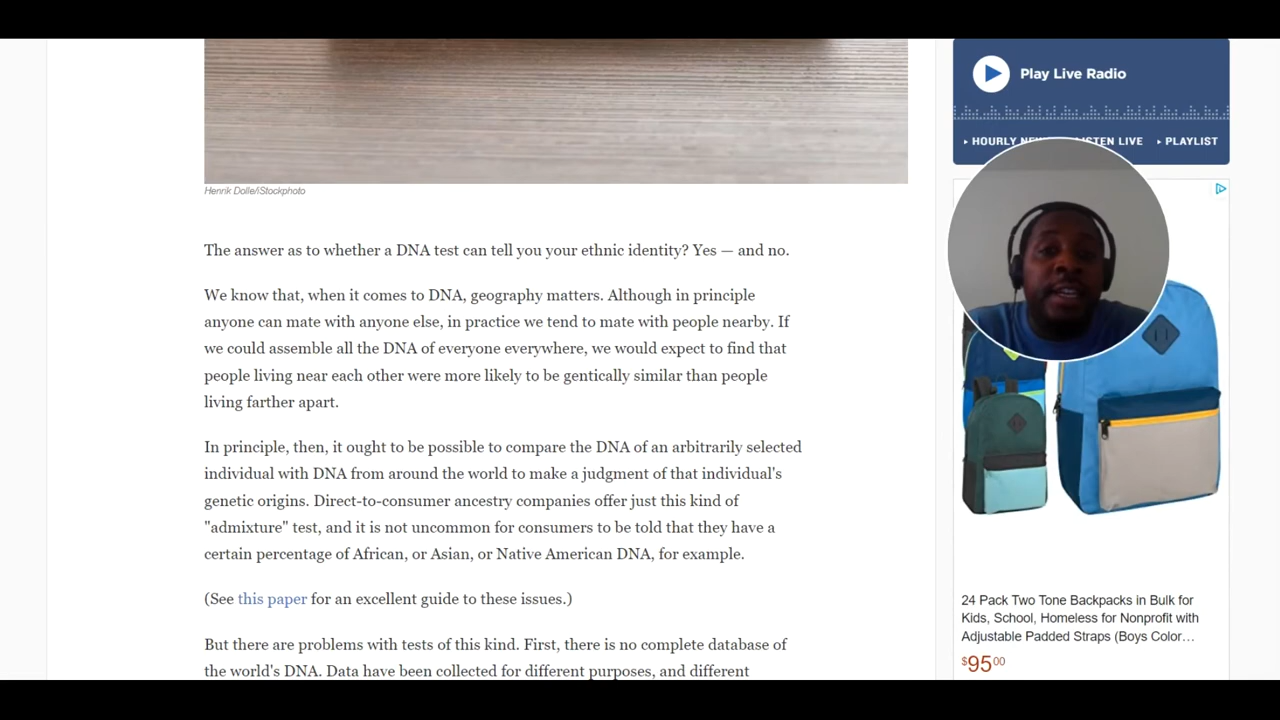 Play Live Radio
HOURLY NE
ISTEN LIVE
PLAYLIST
Henrik Dolle/iStockphoto
The answer as to whether a DNA test can tell you your ethnic identity? Yes — and no.
We know that, when it comes to DNA, geography matters. Although in principle
anyone can mate with anyone else, in practice we tend to mate with people nearby. If
we could assemble all the DNA of everyone everywhere, we would expect to find that
people living near each other were more likely to be gentically similar than people
living farther apart.
In principle, then, it ought to be possible to compare the DNA of an arbitrarily selected
individual with DNA from around the world to make a judgment of that individual's
genetic origins. Direct-to-consumer ancestry companies offer just this kind of
"admixture" test, and it is not uncommon for consumers to be told that they have a
certain percentage of African, or Asian, or Native American DNA, for example.
(See this paper for an excellent guide to these issues.)
But there are problems with tests of this kind. First, there is no complete database of
the world's DNA. Data have been collected for different purposes, and different
24 Pack Two Tone Backpacks in Bulk for
Kids, School, Homeless for Nonprofit with
Adjustable Padded Straps (Boys Color…
$95⁰⁰